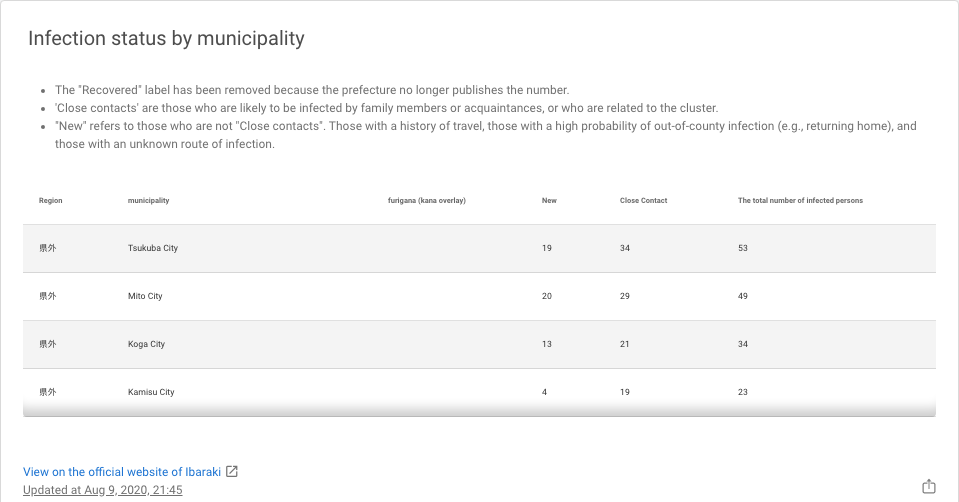 Infection status by municipality
The "Recovered" label has been removed because the prefecture no longer publishes the number.
'Close contacts' are those who are likely to be infected by family members or acquaintances, or who are related to the cluster.
"New" refers to those who are not "Close contacts". Those with a history of travel, those with a high probability of out-of-county infection (e.g., returning home), and
those with an unknown route of infection.
Region municipality furigana (kana overlay) New Close Contact The total number of infected persons
県外 Tsukuba City 19 34 53
県外 Mito City 20 29 49
県外 Koga City 13 21 34
県外 Kamisu City 4 19 23
View on the official website of Ibaraki
Updated at Aug 9, 2020, 21:45